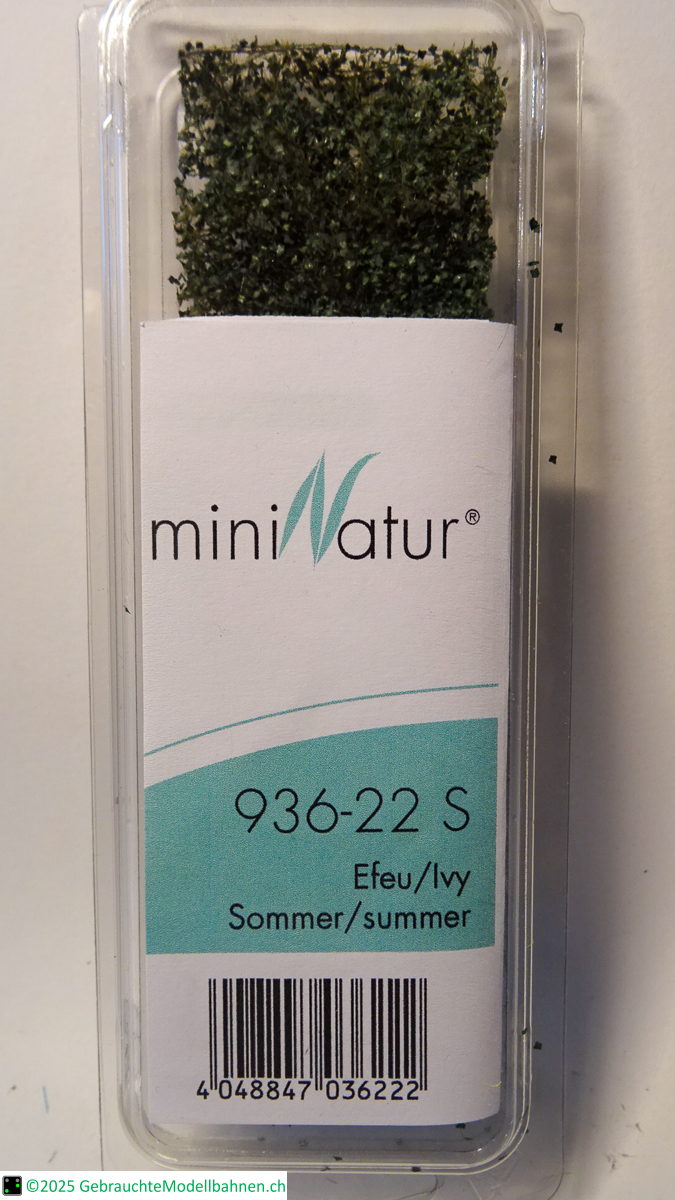 miniNatur®
936-22 S
Efeu/Ivy
Sommer/summer
4 048847 036222
©2025 GebrauchteModellbahnen.ch